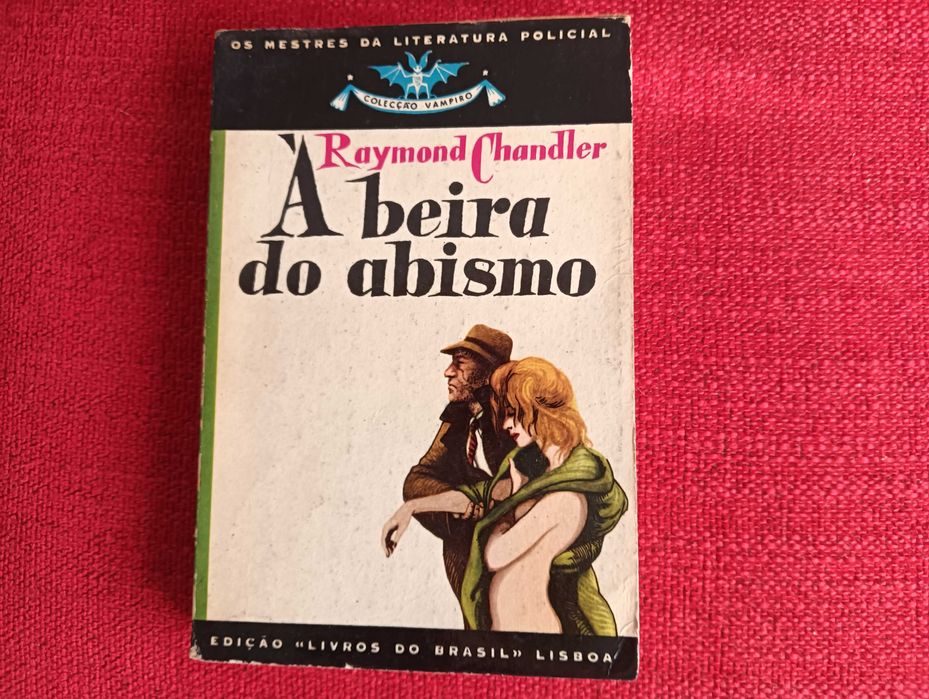 OS MESTRES DA LITERATURA POLICIAL
COLECÇÃO VAMPIRO
Raymond Chandler
À beira
do abismo
EDIÇÃO «LIVROS DO BRASIL» LISBOA